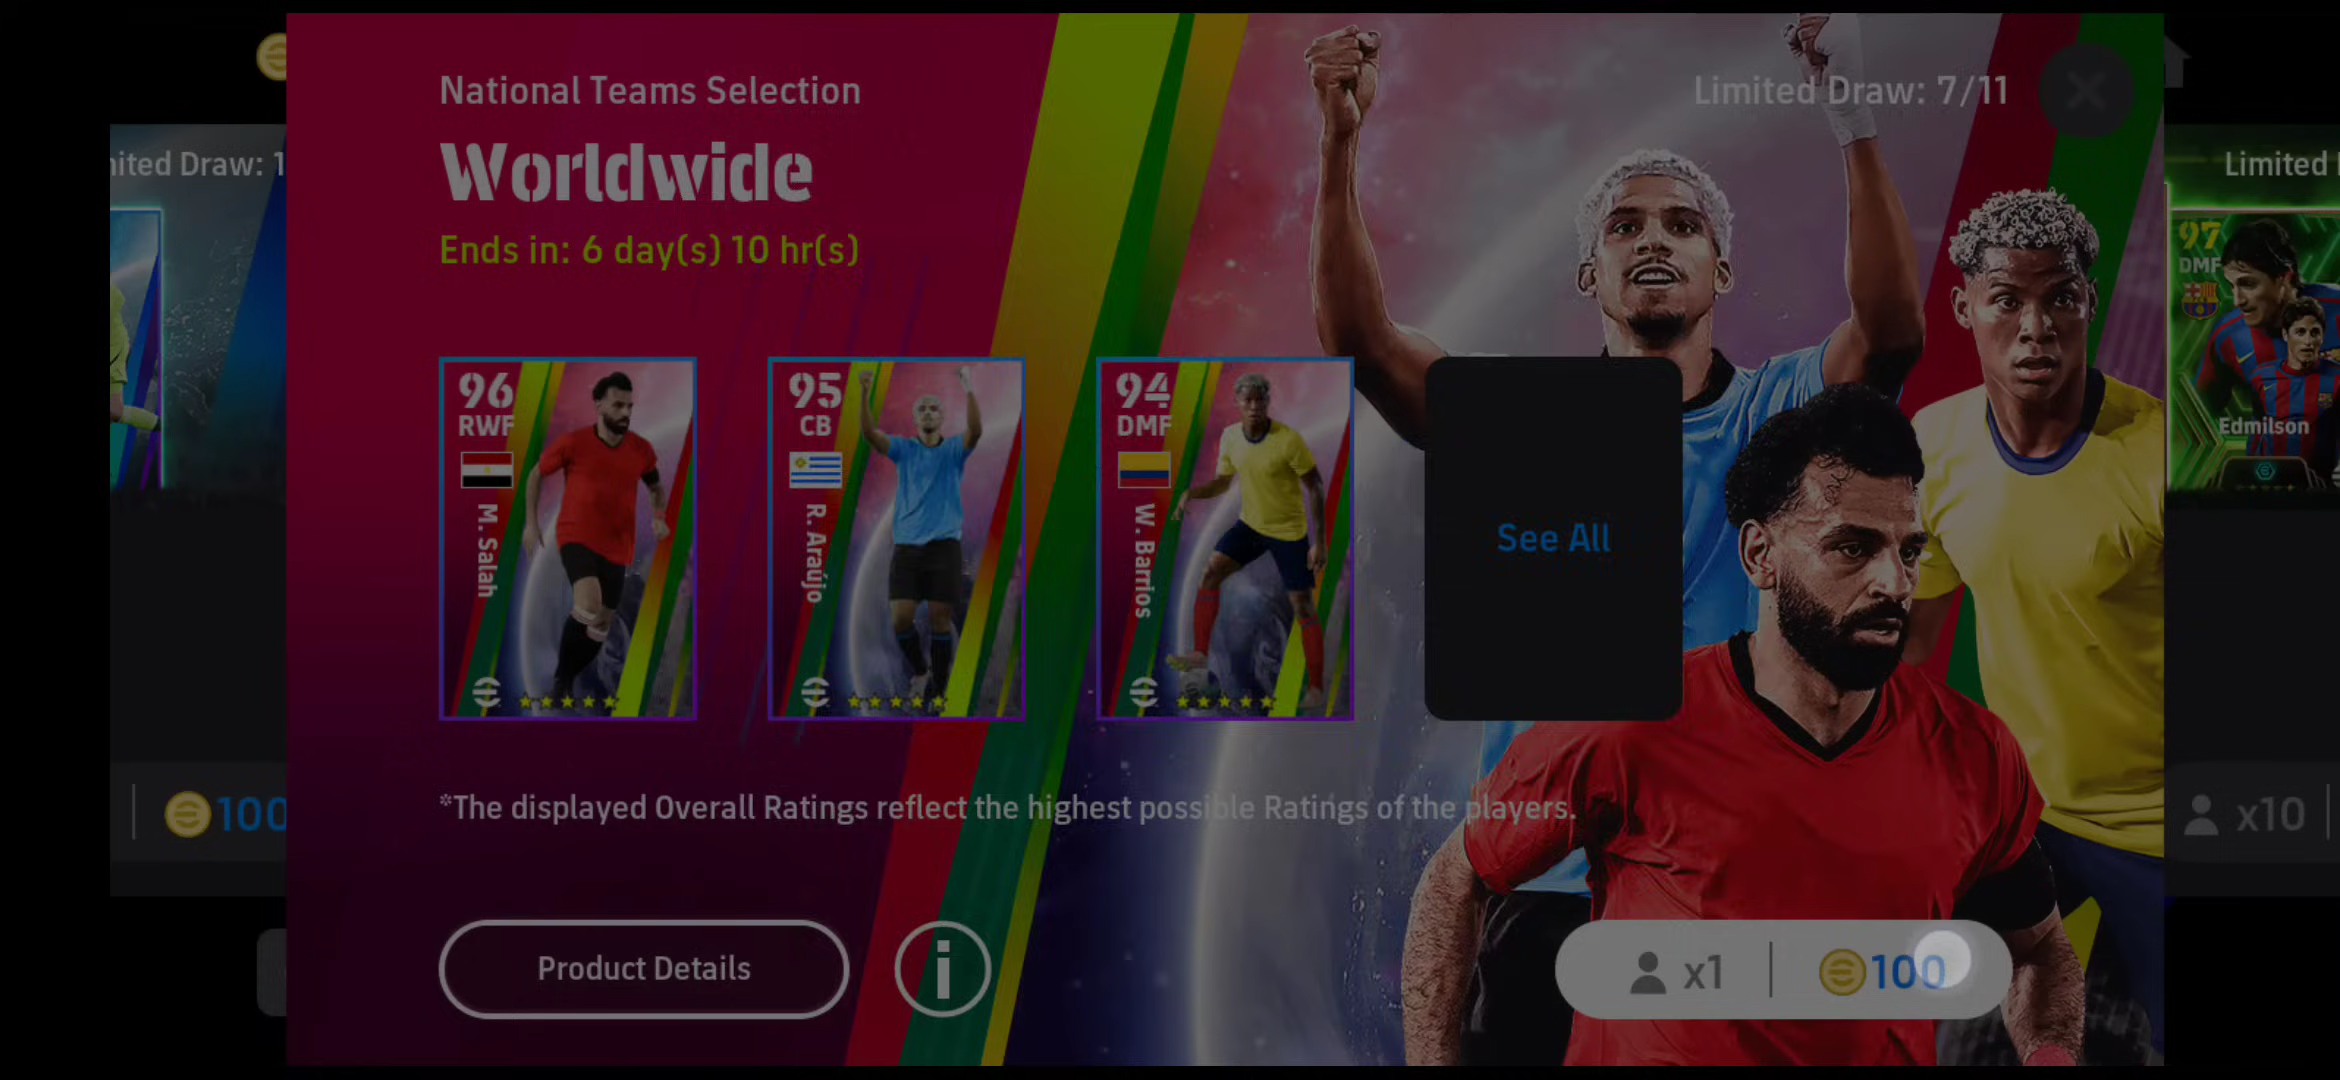 National Teams Selection
Limited Draw: 7/11
Worldwide
Ends in: 6 day(s) 10 hr(s)
96
RWF
M. Salah
95
CB
R. Araújo
94
DMF
W. Barrios
See All
*The displayed Overall Ratings reflect the highest possible Ratings of the players.
Product Details
x1
100
Draw: 1
100
Limited
97
DMF
Edmilson
x10